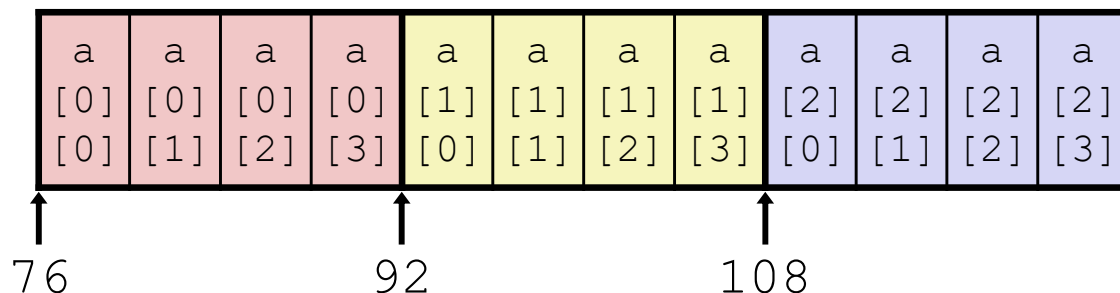 a a a a a a a a a a a a
[0] [0] [0] [0] [1] [1] [1] [1] [2] [2] [2] [2]
[0] [1] [2] [3] [0] [1] [2] [3] [0] [1] [2] [3]
76 92 108